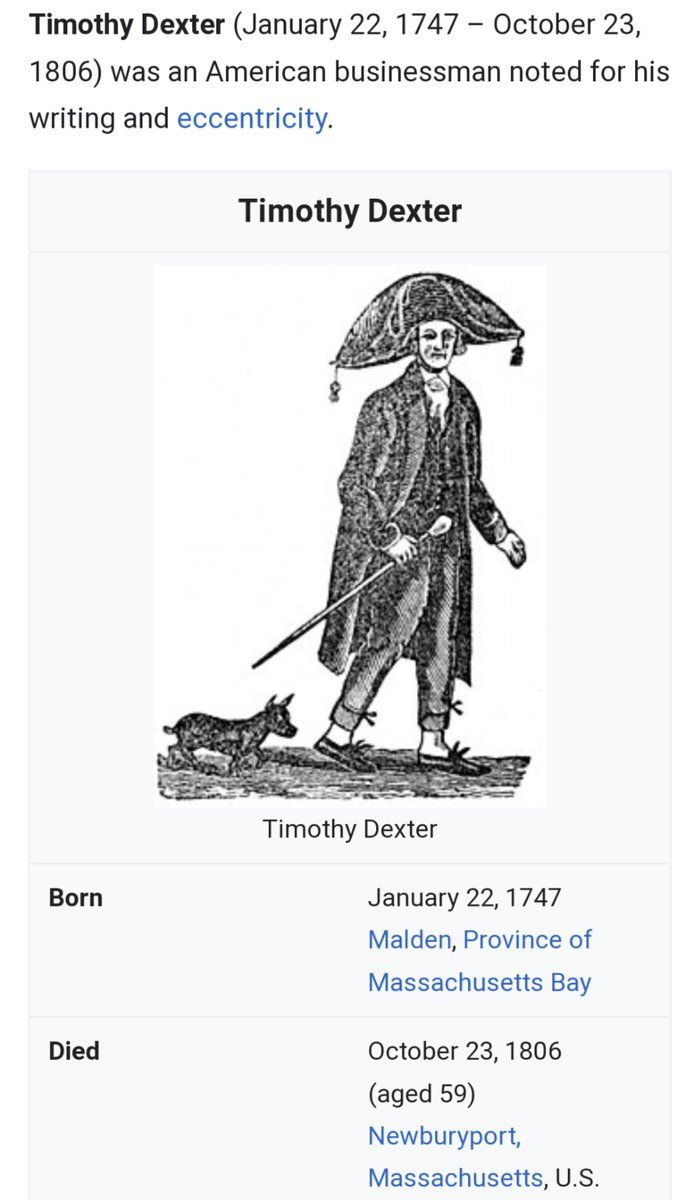 Timothy Dexter (January 22, 1747 – October 23,
1806) was an American businessman noted for his
writing and eccentricity.
Timothy Dexter
Timothy Dexter
Born
January 22, 1747
Malden, Province of
Massachusetts Bay
Died
October 23, 1806
(aged 59)
Newburyport,
Massachusetts, U.S.